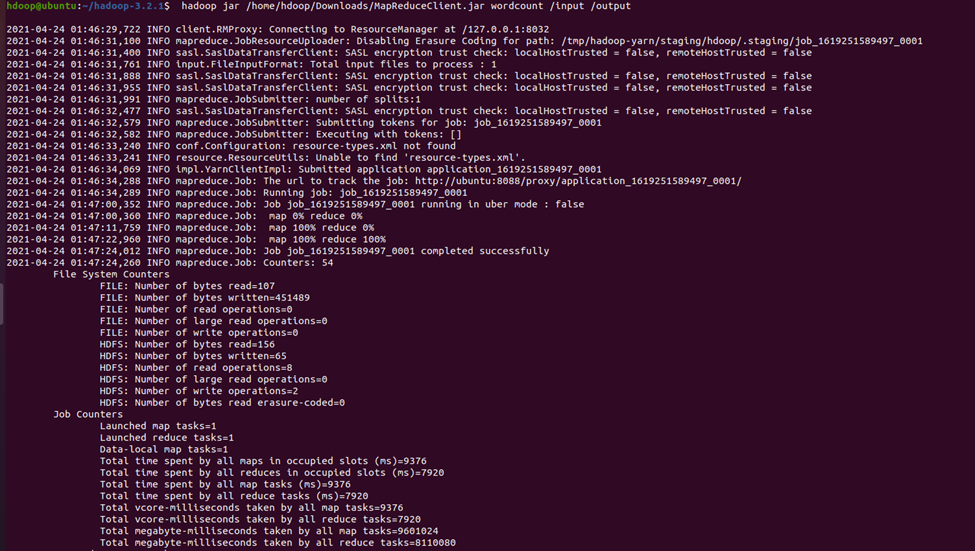 hdoop@ubuntu:~/hadoop-3.2.1$ hadoop jar /home/hdoop/Downloads/MapReduceClient.jar wordcount /input /output
2021-04-24 01:46:29,722 INFO client.RMProxy: Connecting to ResourceManager at /127.0.0.1:8032
2021-04-24 01:46:31,100 INFO mapreduce.JobResourceUploader: Disabling Erasure Coding for path: /tmp/hadoop-yarn/staging/hdoop/.staging/job_1619251589497_0001
2021-04-24 01:46:31,400 INFO sasl.SaslDataTransferClient: SASL encryption trust check: localHostTrusted = false, remoteHostTrusted = false
2021-04-24 01:46:31,761 INFO input.FileInputFormat: Total input files to process : 1
2021-04-24 01:46:31,888 INFO sasl.SaslDataTransferClient: SASL encryption trust check: localHostTrusted = false, remoteHostTrusted = false
2021-04-24 01:46:31,955 INFO sasl.SaslDataTransferClient: SASL encryption trust check: localHostTrusted = false, remoteHostTrusted = false
2021-04-24 01:46:31,991 INFO mapreduce.JobSubmitter: number of splits:1
2021-04-24 01:46:32,477 INFO sasl.SaslDataTransferClient: SASL encryption trust check: localHostTrusted = false, remoteHostTrusted = false
2021-04-24 01:46:32,579 INFO mapreduce.JobSubmitter: Submitting tokens for job: job_1619251589497_0001
2021-04-24 01:46:32,582 INFO mapreduce.JobSubmitter: Executing with tokens: []
2021-04-24 01:46:33,240 INFO conf.Configuration: resource-types.xml not found
2021-04-24 01:46:33,241 INFO resource.ResourceUtils: Unable to find 'resource-types.xml'.
2021-04-24 01:46:34,069 INFO impl.YarnClientImpl: Submitted application application_1619251589497_0001
2021-04-24 01:46:34,288 INFO mapreduce.Job: The url to track the job: http://ubuntu:8088/proxy/application_1619251589497_0001/
2021-04-24 01:46:34,289 INFO mapreduce.Job: Running job: job_1619251589497_0001
2021-04-24 01:47:00,352 INFO mapreduce.Job: Job job_1619251589497_0001 running in uber mode : false
2021-04-24 01:47:00,360 INFO mapreduce.Job:  map 0% reduce 0%
2021-04-24 01:47:11,759 INFO mapreduce.Job:  map 100% reduce 0%
2021-04-24 01:47:22,960 INFO mapreduce.Job:  map 100% reduce 100%
2021-04-24 01:47:24,012 INFO mapreduce.Job: Job job_1619251589497_0001 completed successfully
2021-04-24 01:47:24,260 INFO mapreduce.Job: Counters: 54
File System Counters
FILE: Number of bytes read=107
FILE: Number of bytes written=451489
FILE: Number of read operations=0
FILE: Number of large read operations=0
FILE: Number of write operations=0
HDFS: Number of bytes read=156
HDFS: Number of bytes written=65
HDFS: Number of read operations=8
HDFS: Number of large read operations=0
HDFS: Number of write operations=2
HDFS: Number of bytes read erasure-coded=0
Job Counters
Launched map tasks=1
Launched reduce tasks=1
Data-local map tasks=1
Total time spent by all maps in occupied slots (ms)=9376
Total time spent by all reduces in occupied slots (ms)=7920
Total time spent by all map tasks (ms)=9376
Total time spent by all reduce tasks (ms)=7920
Total vcore-milliseconds taken by all map tasks=9376
Total vcore-milliseconds taken by all reduce tasks=7920
Total megabyte-milliseconds taken by all map tasks=9601024
Total megabyte-milliseconds taken by all reduce tasks=8110080